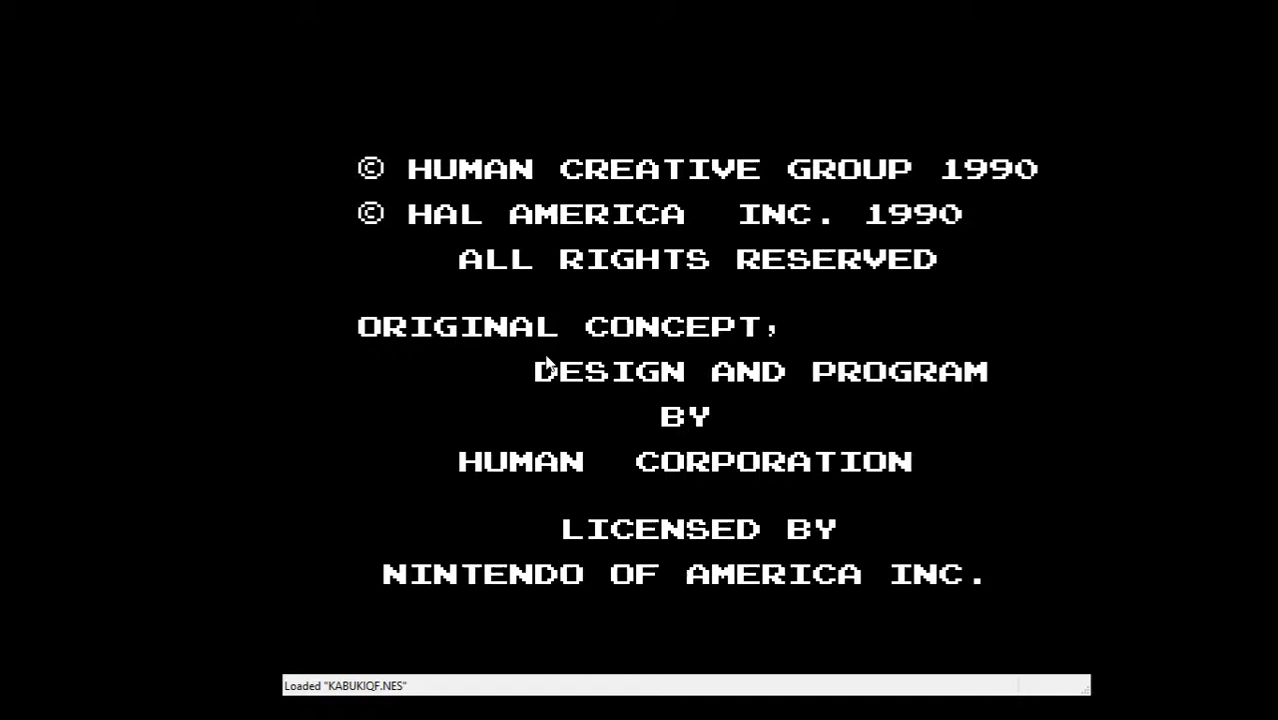 © HUMAN CREATIVE GROUP 1990
© HAL AMERICA INC. 1990
ALL RIGHTS RESERVED
ORIGINAL CONCEPT,
DESIGN AND PROGRAM
BY
HUMAN CORPORATION
LICENSED BY
NINTENDO OF AMERICA INC.
Loaded "KABUKIQF.NES"